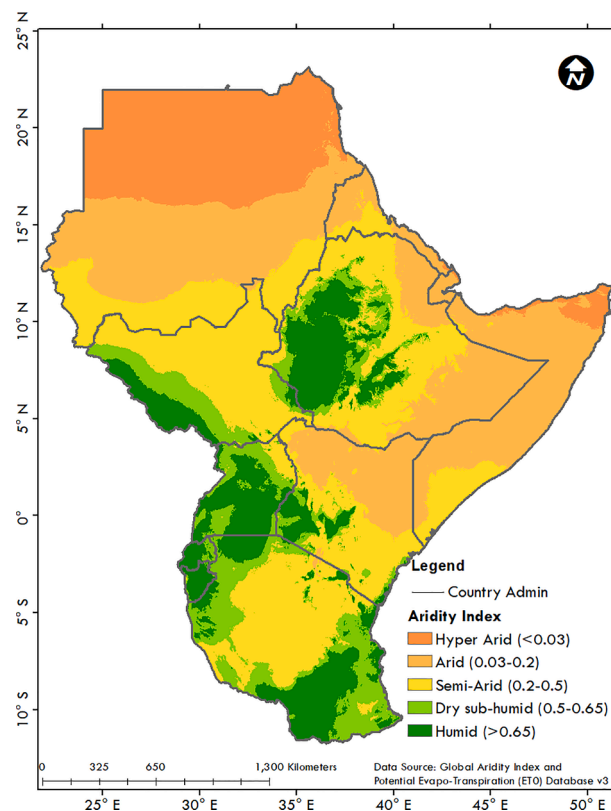 25° N
20° N
15° N
10° N
5° N
0°
5° S
10° S
Legend
Country Admin
Aridity Index
Hyper Arid (<0.03)
Arid (0.03-0.2)
Semi-Arid (0.2-0.5)
Dry sub-humid (0.5-0.65)
Humid (>0.65)
0 325 650 1,300 Kilometers
Data Source: Global Aridity Index and
Potential Evapo-Transpiration (ET0) Database v3
25° E 30° E 35° E 40° E 45° E 50° E